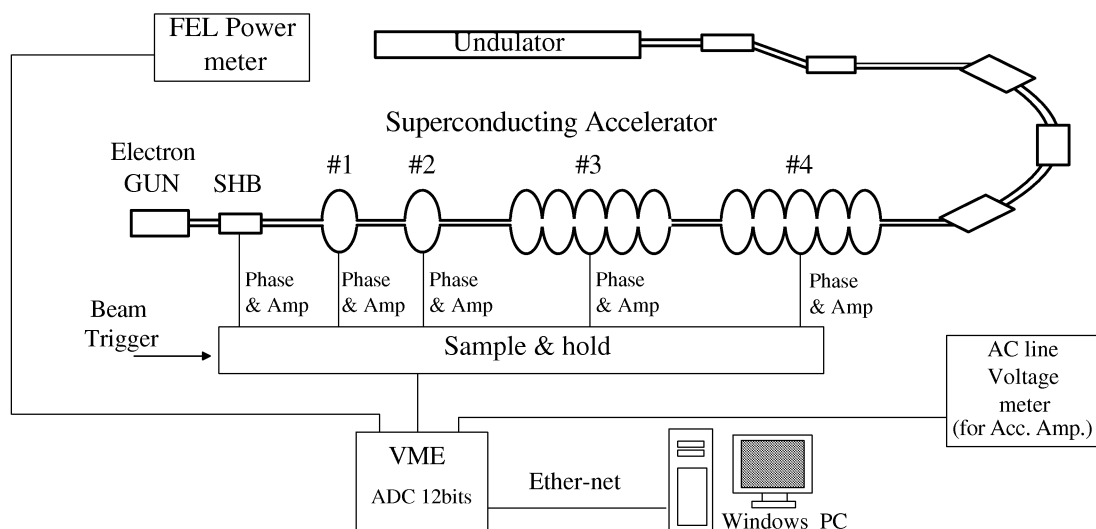 FEL Power
meter
Undulator
Superconducting Accelerator
Electron
GUN
SHB
#1
#2
#3
#4
Phase
& Amp
Phase
& Amp
Phase
& Amp
Phase
& Amp
Phase
& Amp
Beam
Trigger
Sample & hold
AC line
Voltage
meter
(for Acc. Amp.)
VME
ADC 12bits
Ether-net
Windows PC